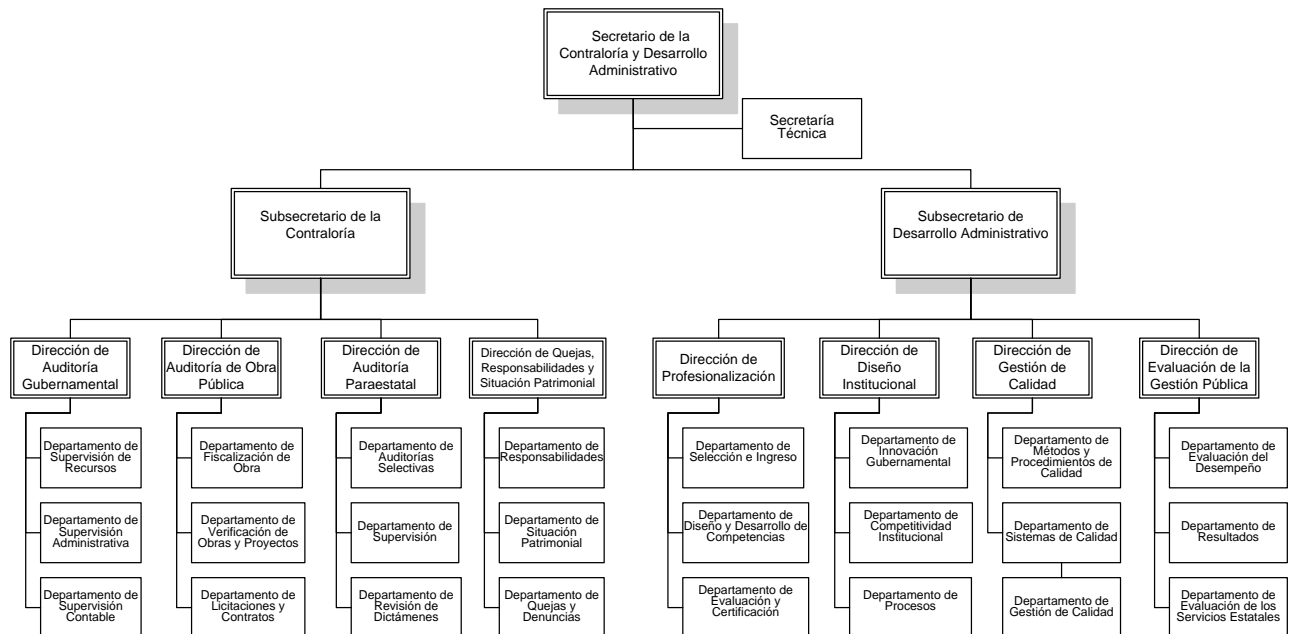 Secretario de la
Contraloría y Desarrollo
Administrativo
Secretaría
Técnica
Subsecretario de la
Contraloría
Subsecretario de
Desarrollo Administrativo
Dirección de
Auditoría
Gubernamental
Dirección de
Auditoría de Obra
Pública
Dirección de
Auditoría
Paraestatal
Dirección de Quejas,
Responsabilidades y
Situación Patrimonial
Dirección de
Profesionalización
Dirección de
Diseño
Institucional
Dirección de
Gestión de
Calidad
Dirección de
Evaluación de la
Gestión Pública
Departamento de
Supervisión de
Recursos
Departamento de
Fiscalización de
Obra
Departamento de
Auditorías
Selectivas
Departamento de
Responsabilidades
Departamento de
Selección e Ingreso
Departamento de
Innovación
Gubernamental
Departamento de
Métodos y
Procedimientos de
Calidad
Departamento de
Evaluación del
Desempeño
Departamento de
Supervisión
Administrativa
Departamento de
Verificación de
Obras y Proyectos
Departamento de
Supervisión
Departamento de
Situación
Patrimonial
Departamento de
Diseño y Desarrollo de
Competencias
Departamento de
Competitividad
Institucional
Departamento de
Sistemas de Calidad
Departamento de
Resultados
Departamento de
Supervisión
Contable
Departamento de
Licitaciones y
Contratos
Departamento de
Revisión de
Dictámenes
Departamento de
Quejas y
Denuncias
Departamento de
Evaluación y
Certificación
Departamento de
Procesos
Departamento de
Gestión de Calidad
Departamento de
Evaluación de los
Servicios Estatales